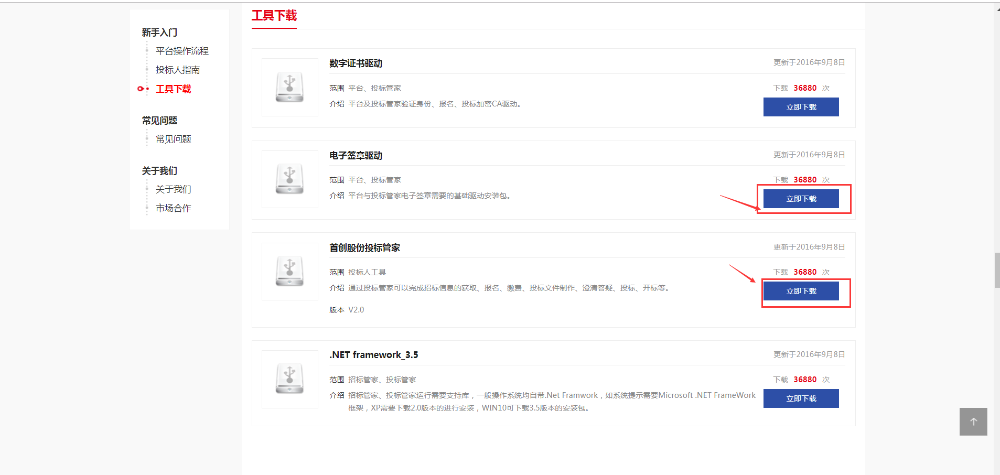 工具下载
新手入门
平台操作流程
投标人指南
工具下载
常见问题
常见问题
关于我们
关于我们
市场合作
数字证书驱动
更新于2016年9月8日
范围 平台、投标管家
下载 36880 次
介绍 平台及投标管家验证身份、报名、投标加密CA驱动。
立即下载
电子签章驱动
更新于2016年9月8日
范围 平台、投标管家
下载 36880 次
介绍 平台与投标管家电子签章需要的基础驱动安装包。
立即下载
首创股份投标管家
更新于2016年9月8日
范围 投标人工具
下载 36880 次
介绍 通过投标管家可以完成招标信息的获取、报名、缴费、投标文件制作、澄清答疑、投标、开标等。
立即下载
版本 V2.0
.NET framework_3.5
更新于2016年9月8日
范围 招标管家、投标管家
下载 36880 次
介绍 招标管家、投标管家运行需要支持库，一般操作系统均自带.Net Framwork，如系统提示需要Microsoft .NET FrameWork
框架，XP需要下载2.0版本的进行安装，WIN10可下载3.5版本的安装包。
立即下载